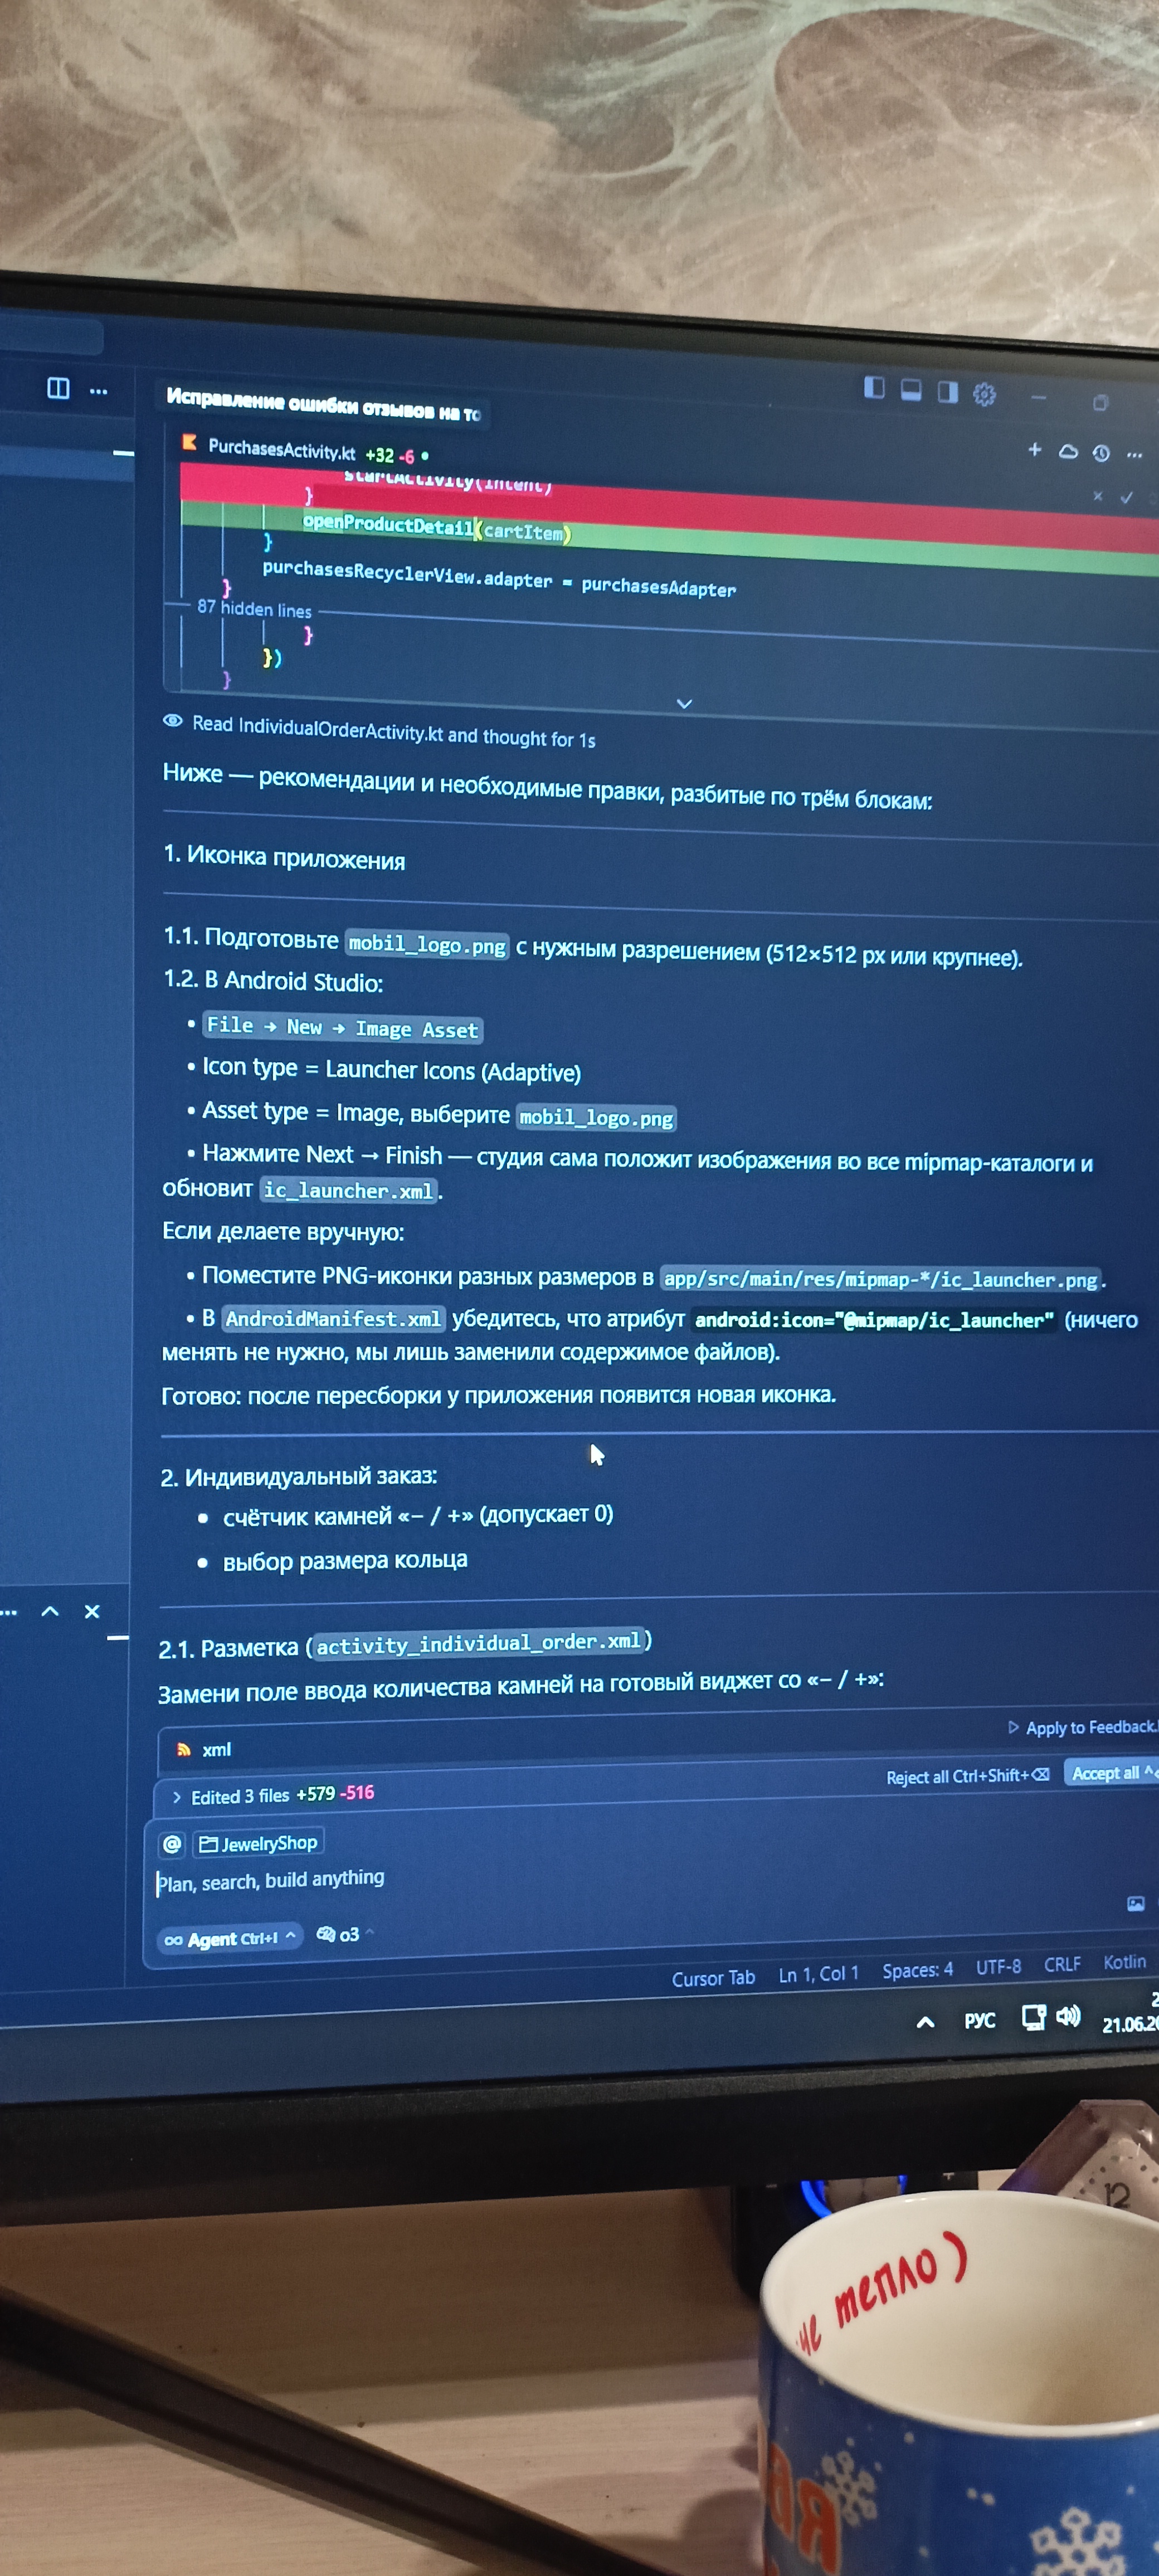 Исправление ошибки отзывов на то
PurchasesActivity.kt +32 -6
startActivity(intent)
}
openProductDetail(cartItem)
}
purchasesRecyclerView.adapter = purchasesAdapter
}
87 hidden lines
}
})
}
Read IndividualOrderActivity.kt and thought for 1s
Ниже — рекомендации и необходимые правки, разбитые по трём блокам:
1. Иконка приложения
1.1. Подготовьте mobil_logo.png с нужным разрешением (512×512 px или крупнее).
1.2. В Android Studio:
• File → New → Image Asset
• Icon type = Launcher Icons (Adaptive)
• Asset type = Image, выберите mobil_logo.png
• Нажмите Next → Finish — студия сама положит изображения во все mipmap-каталоги и
обновит ic_launcher.xml.
Если делаете вручную:
• Поместите PNG-иконки разных размеров в app/src/main/res/mipmap-*/ic_launcher.png.
• В AndroidManifest.xml убедитесь, что атрибут android:icon="@mipmap/ic_launcher" (ничего
менять не нужно, мы лишь заменили содержимое файлов).
Готово: после пересборки у приложения появится новая иконка.
2. Индивидуальный заказ:
• счётчик камней «– / +» (допускает 0)
• выбор размера кольца
2.1. Разметка (activity_individual_order.xml)
Замени поле ввода количества камней на готовый виджет со «– / +»:
xml
Apply to Feedback.
Edited 3 files +579 -516
Reject all Ctrl+Shift+⌫
Accept all ^
@ JewelryShop
Plan, search, build anything
∞ Agent Ctrl+I
o3
Cursor Tab Ln 1, Col 1 Spaces: 4 UTF-8 CRLF Kotlin
РУС
2
21.06.20
12
че тепло )